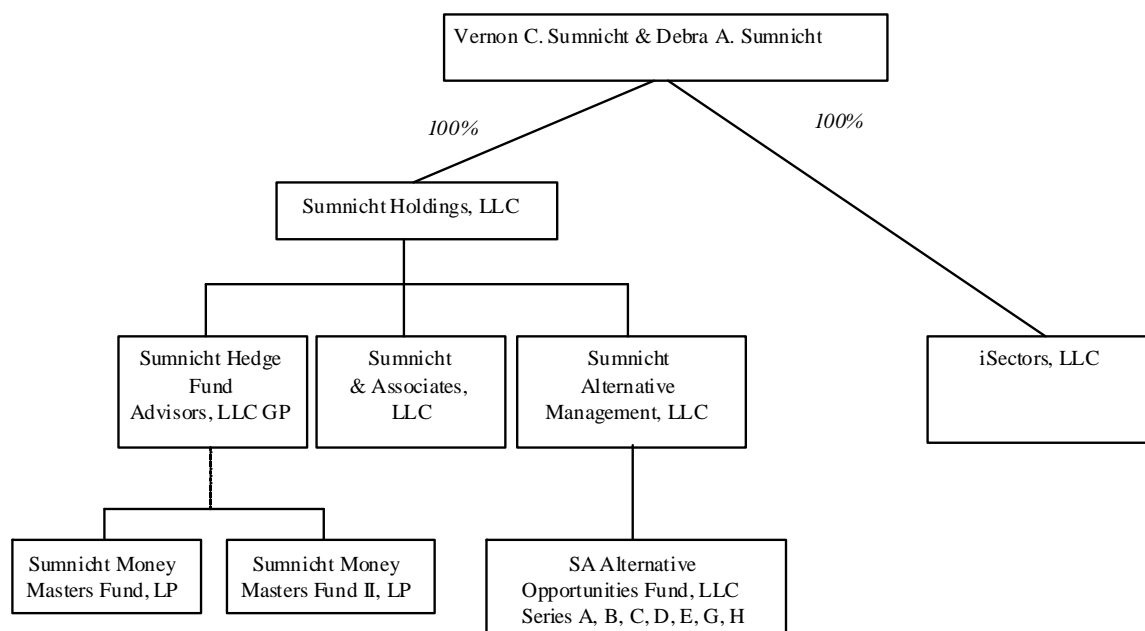 Vernon C. Sumnicht & Debra A. Sumnicht
100%
100%
Sumnicht Holdings, LLC
Sumnicht Hedge
Fund
Advisors, LLC GP
Sumnicht
& Associates,
LLC
Sumnicht
Alternative
Management, LLC
iSectors, LLC
Sumnicht Money
Masters Fund, LP
Sumnicht Money
Masters Fund II, LP
SA Alternative
Opportunities Fund, LLC
Series A, B, C, D, E, G, H